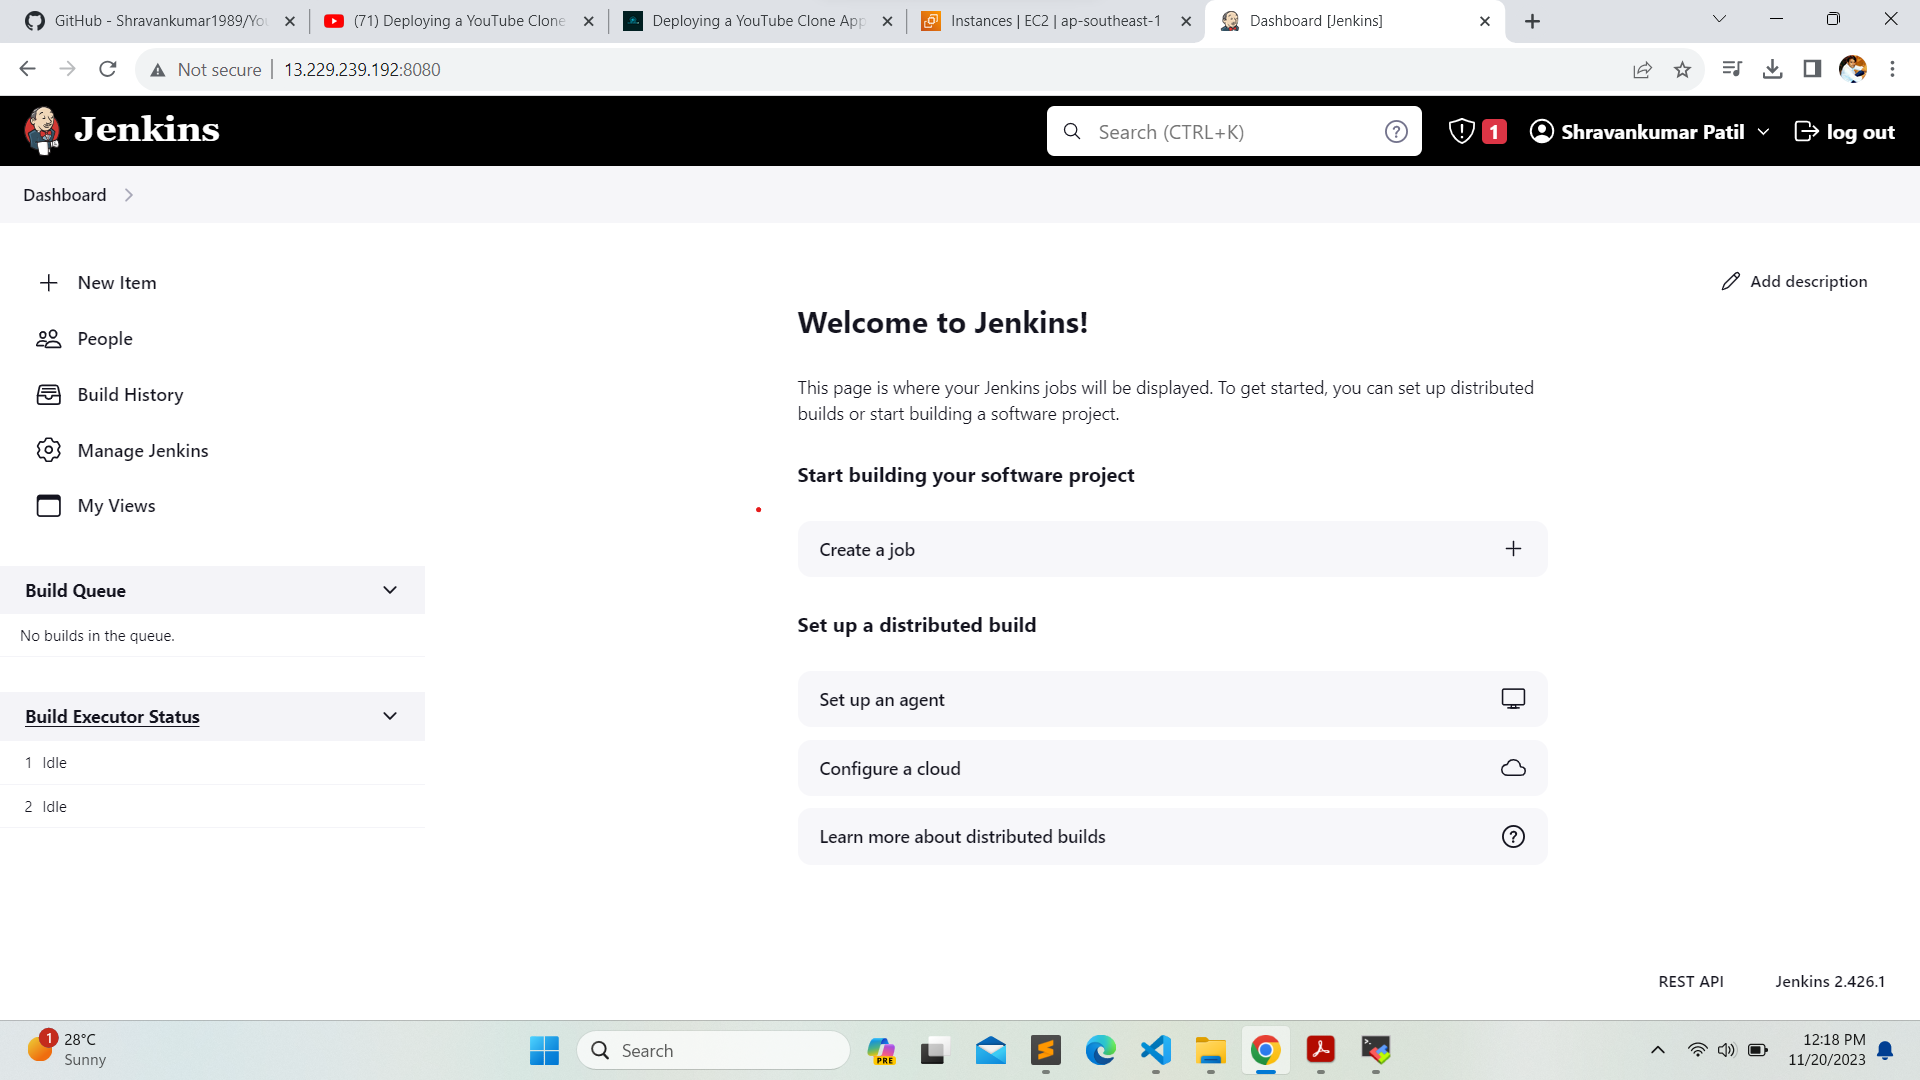 GitHub - Shravankumar1989/You
(71) Deploying a YouTube Clone
Deploying a YouTube Clone App
Instances | EC2 | ap-southeast-1
Dashboard [Jenkins]
Not secure | 13.229.239.192:8080
Jenkins
Search (CTRL+K)
?
1
Shravankumar Patil
log out
Dashboard
New Item
People
Build History
Manage Jenkins
My Views
Build Queue
No builds in the queue.
Build Executor Status
1 Idle
2 Idle
Add description
Welcome to Jenkins!
This page is where your Jenkins jobs will be displayed. To get started, you can set up distributed
builds or start building a software project.
Start building your software project
Create a job
Set up a distributed build
Set up an agent
Configure a cloud
Learn more about distributed builds
REST API
Jenkins 2.426.1
1
28°C
Sunny
Search
PRE
12:18 PM
11/20/2023